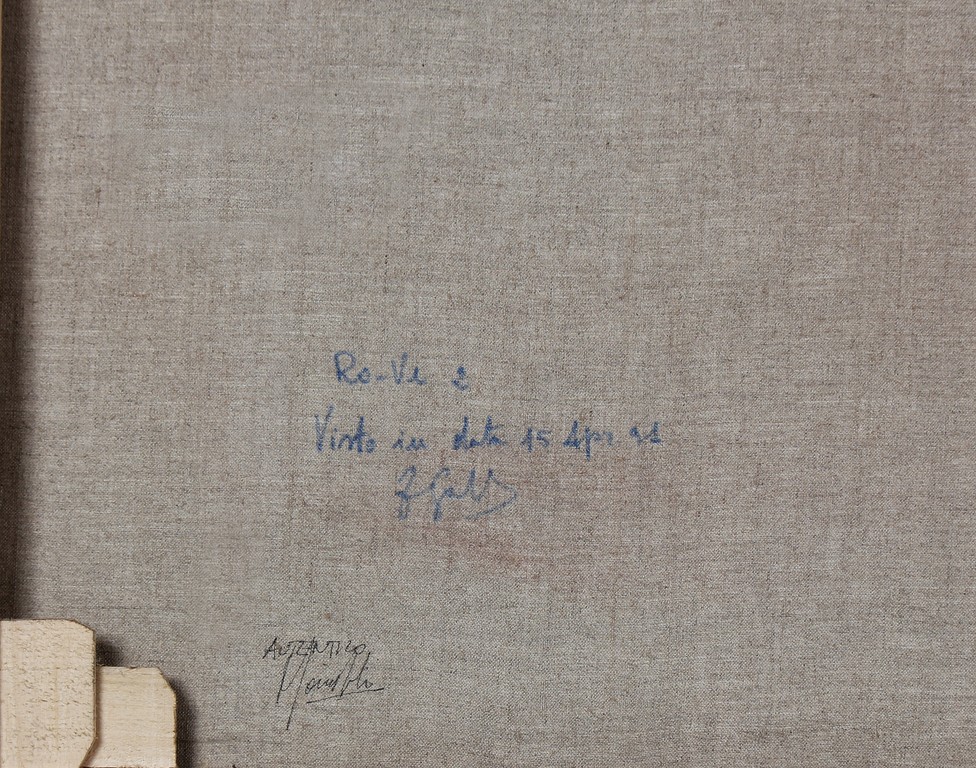 Ro-Ve 2
Visto in data 15 Apr 91
AUTENTICO